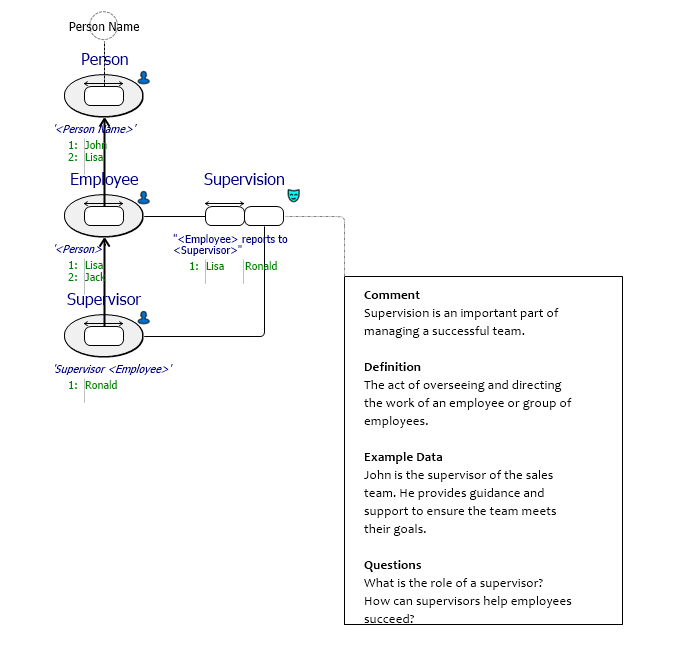 Person Name
Person
'<Person Name>'
1: John
2: Lisa
Employee
Supervision
'<Person>'
"<Employee> reports to
<Supervisor>"
1: Lisa
2: Jack
1: Lisa Ronald
Supervisor
'Supervisor <Employee>'
1: Ronald
Comment
Supervision is an important part of
managing a successful team.
Definition
The act of overseeing and directing
the work of an employee or group of
employees.
Example Data
John is the supervisor of the sales
team. He provides guidance and
support to ensure the team meets
their goals.
Questions
What is the role of a supervisor?
How can supervisors help employees
succeed?